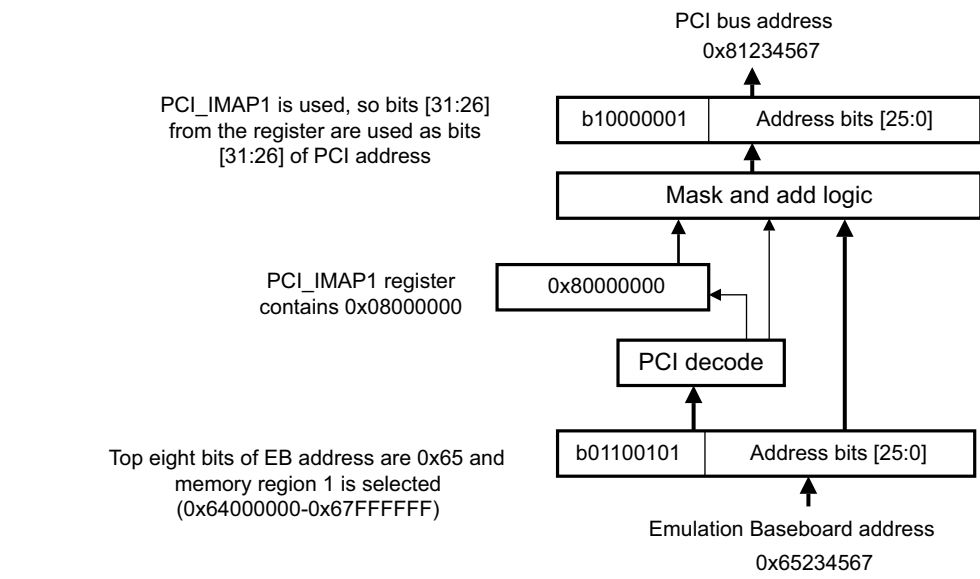 PCI bus address
0x81234567
PCI_IMAP1 is used, so bits [31:26]
from the register are used as bits
[31:26] of PCI address
b10000001
Address bits [25:0]
Mask and add logic
PCI_IMAP1 register
contains 0x08000000
0x80000000
PCI decode
Top eight bits of EB address are 0x65 and
memory region 1 is selected
(0x64000000-0x67FFFFFF)
b01100101
Address bits [25:0]
Emulation Baseboard address
0x65234567